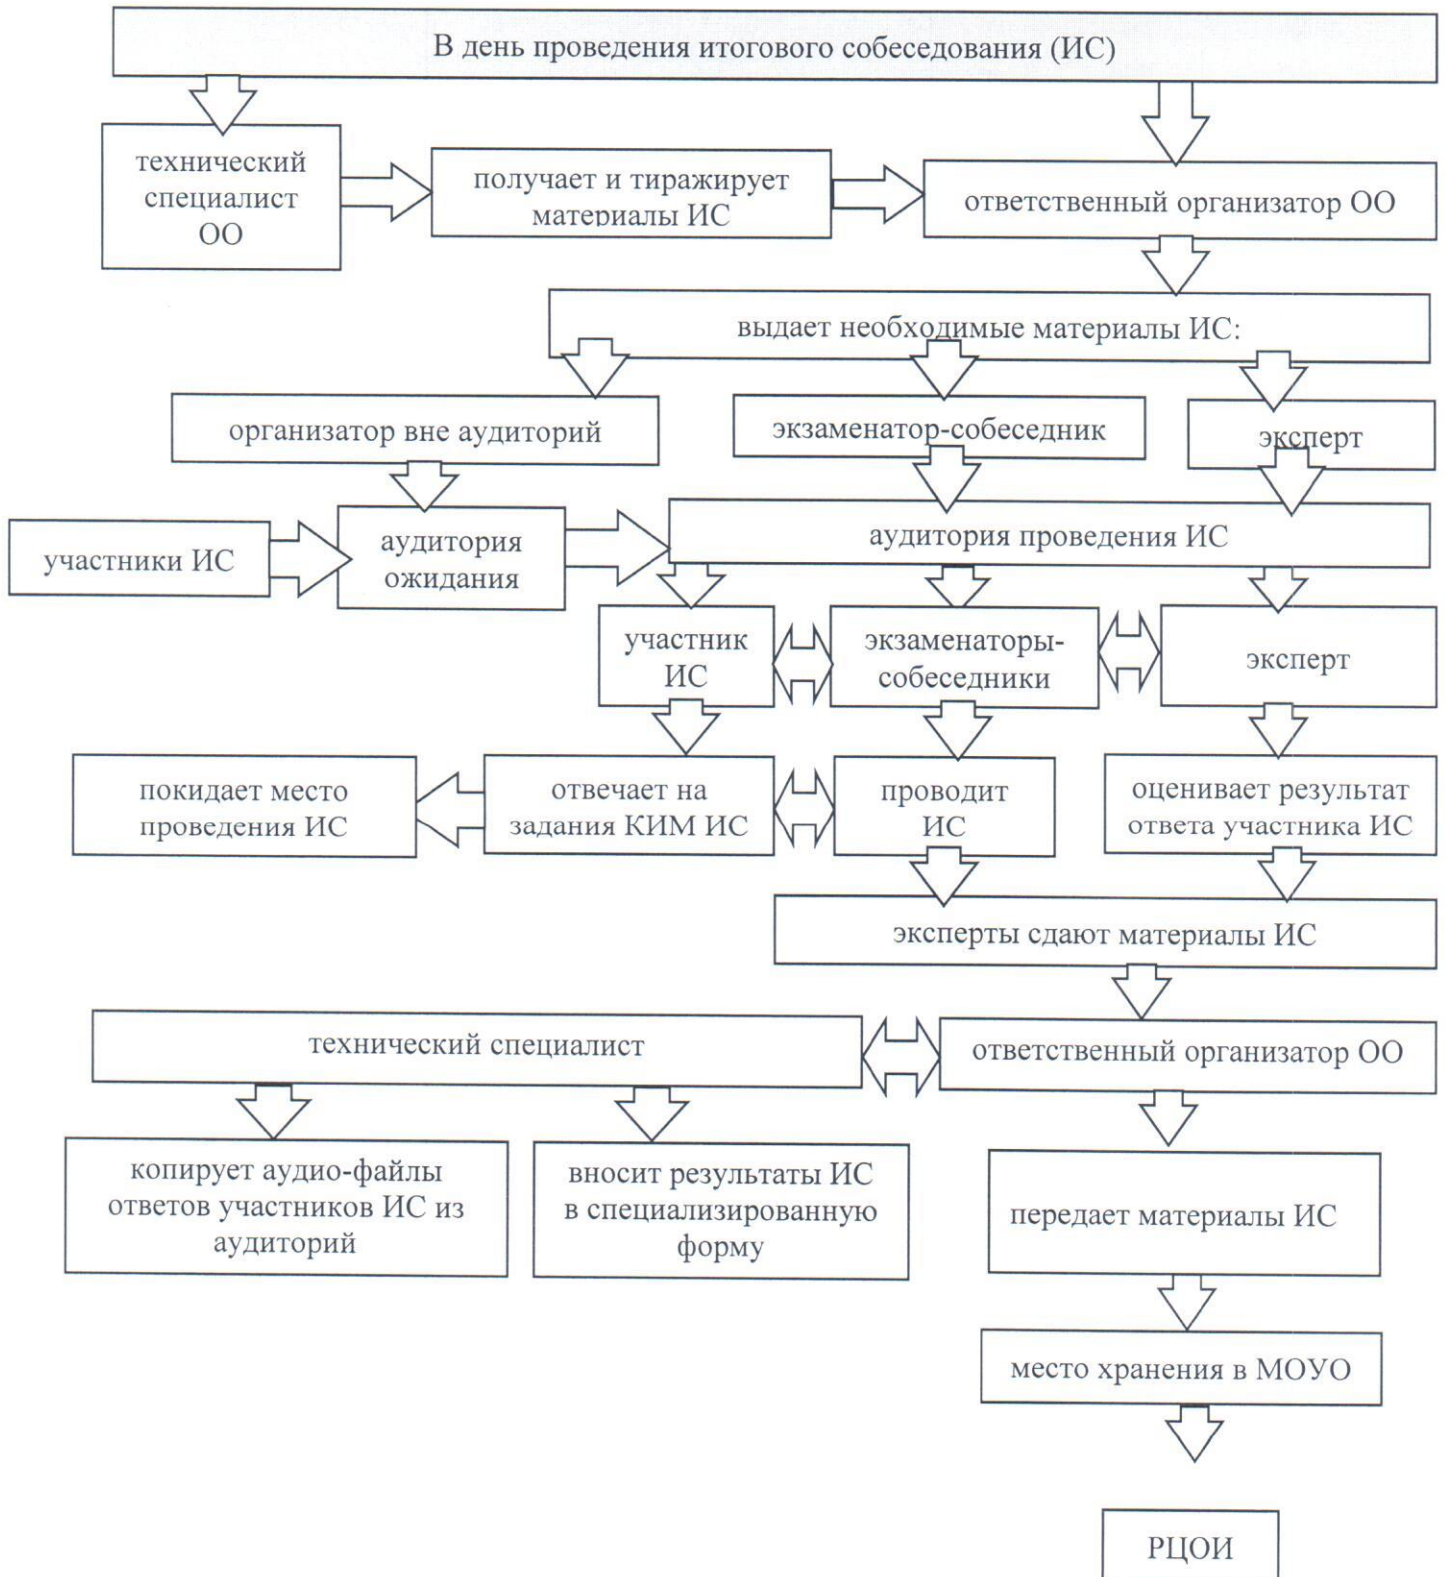 В день проведения итогового собеседования (ИС)
технический
специалист
ОО
получает и тиражирует
материалы ИС
ответственный организатор ОО
выдает необходимые материалы ИС:
организатор вне аудиторий
экзаменатор-собеседник
эксперт
участники ИС
аудитория
ожидания
аудитория проведения ИС
участник
ИС
экзаменаторы-
собеседники
эксперт
покидает место
проведения ИС
отвечает на
задания КИМ ИС
проводит
ИС
оценивает результат
ответа участника ИС
эксперты сдают материалы ИС
технический специалист
ответственный организатор ОО
копирует аудио-файлы
ответов участников ИС из
аудиторий
вносит результаты ИС
в специализированную
форму
передает материалы ИС
место хранения в МОУО
РЦОИ